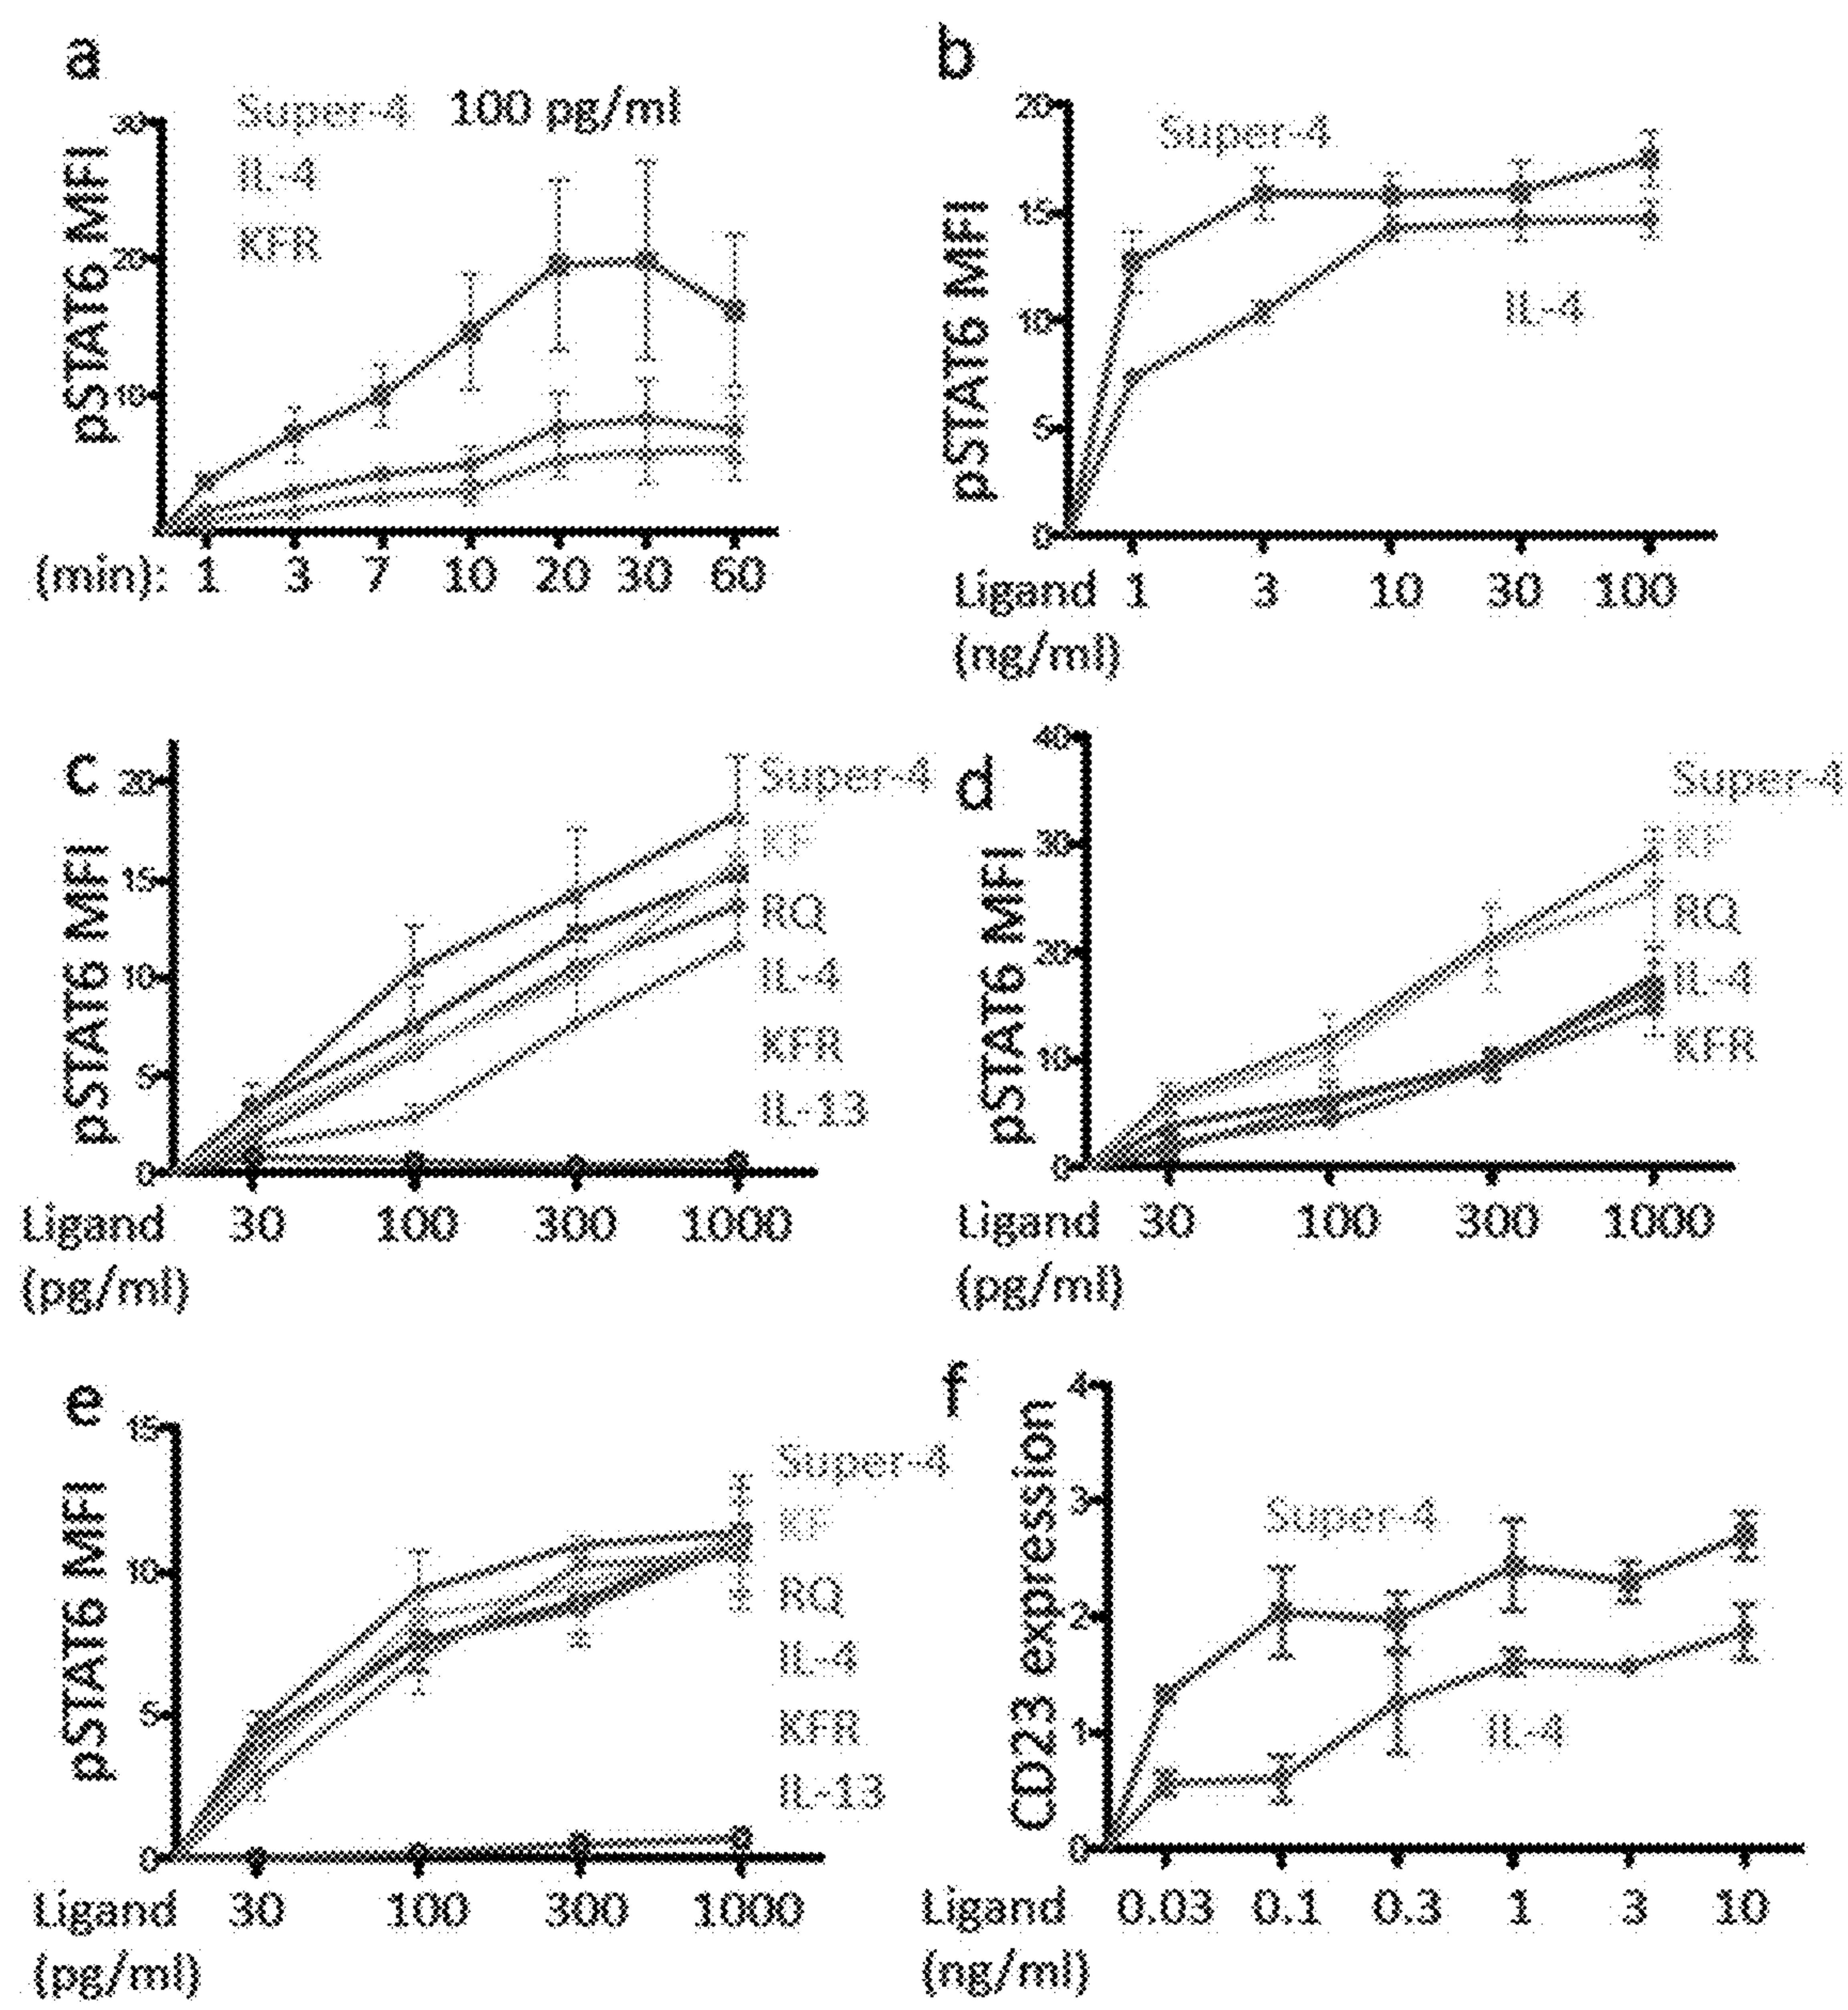 a
Super-4 100 pg/ml
IL-4
KFR
pSTAT6 MFI
30
20
10
(min): 1 3 7 10 20 30 60
b
Super-4
IL-4
pSTAT6 MFI
20
15
10
5
0
Ligand 1 3 10 30 100
(ng/ml)
c
Super-4
KF
RQ
IL-4
KFR
IL-13
pSTAT6 MFI
20
15
10
5
0
Ligand 30 100 300 1000
(pg/ml)
d
Super-4
KF
RQ
IL-4
KFR
pSTAT6 MFI
40
30
20
10
0
Ligand 30 100 300 1000
(pg/ml)
e
Super-4
KF
RQ
IL-4
KFR
IL-13
pSTAT6 MFI
15
10
5
0
Ligand 30 100 300 1000
(pg/ml)
f
Super-4
IL-4
CD23 expression
4
3
2
1
0
Ligand 0.03 0.1 0.3 1 3 10
(ng/ml)